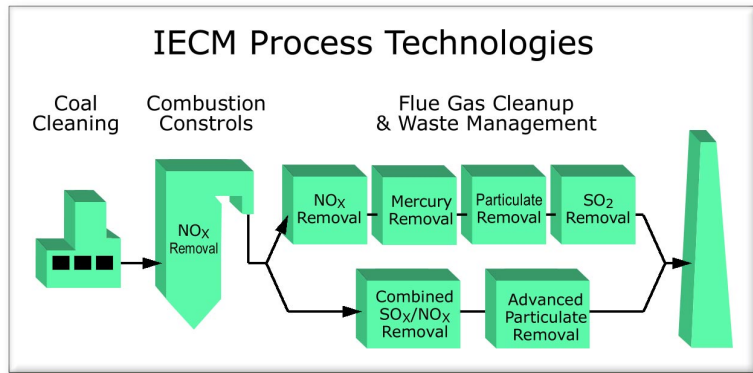 IECM Process Technologies
Coal
Cleaning
Combustion
Constrols
Flue Gas Cleanup
& Waste Management
NOX
Removal
NOX
Removal
Mercury
Removal
Particulate
Removal
SO2
Removal
Combined
SOX/NOX
Removal
Advanced
Particulate
Removal